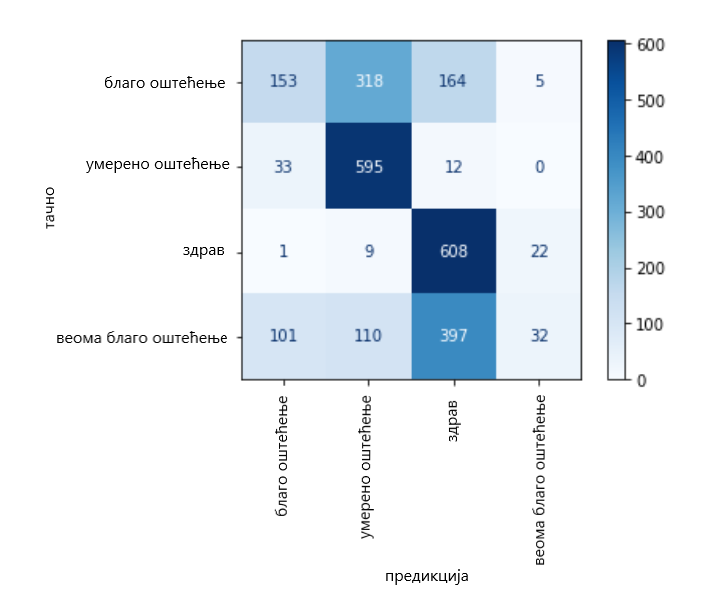 благо оштећење 153 318 164 5
умерено оштећење 33 595 12 0
здрав 1 9 608 22
веома благо оштећење 101 110 397 32
тачно
благо оштећење
умерено оштећење
здрав
веома благо оштећење
предикција
600
500
400
300
200
100
0